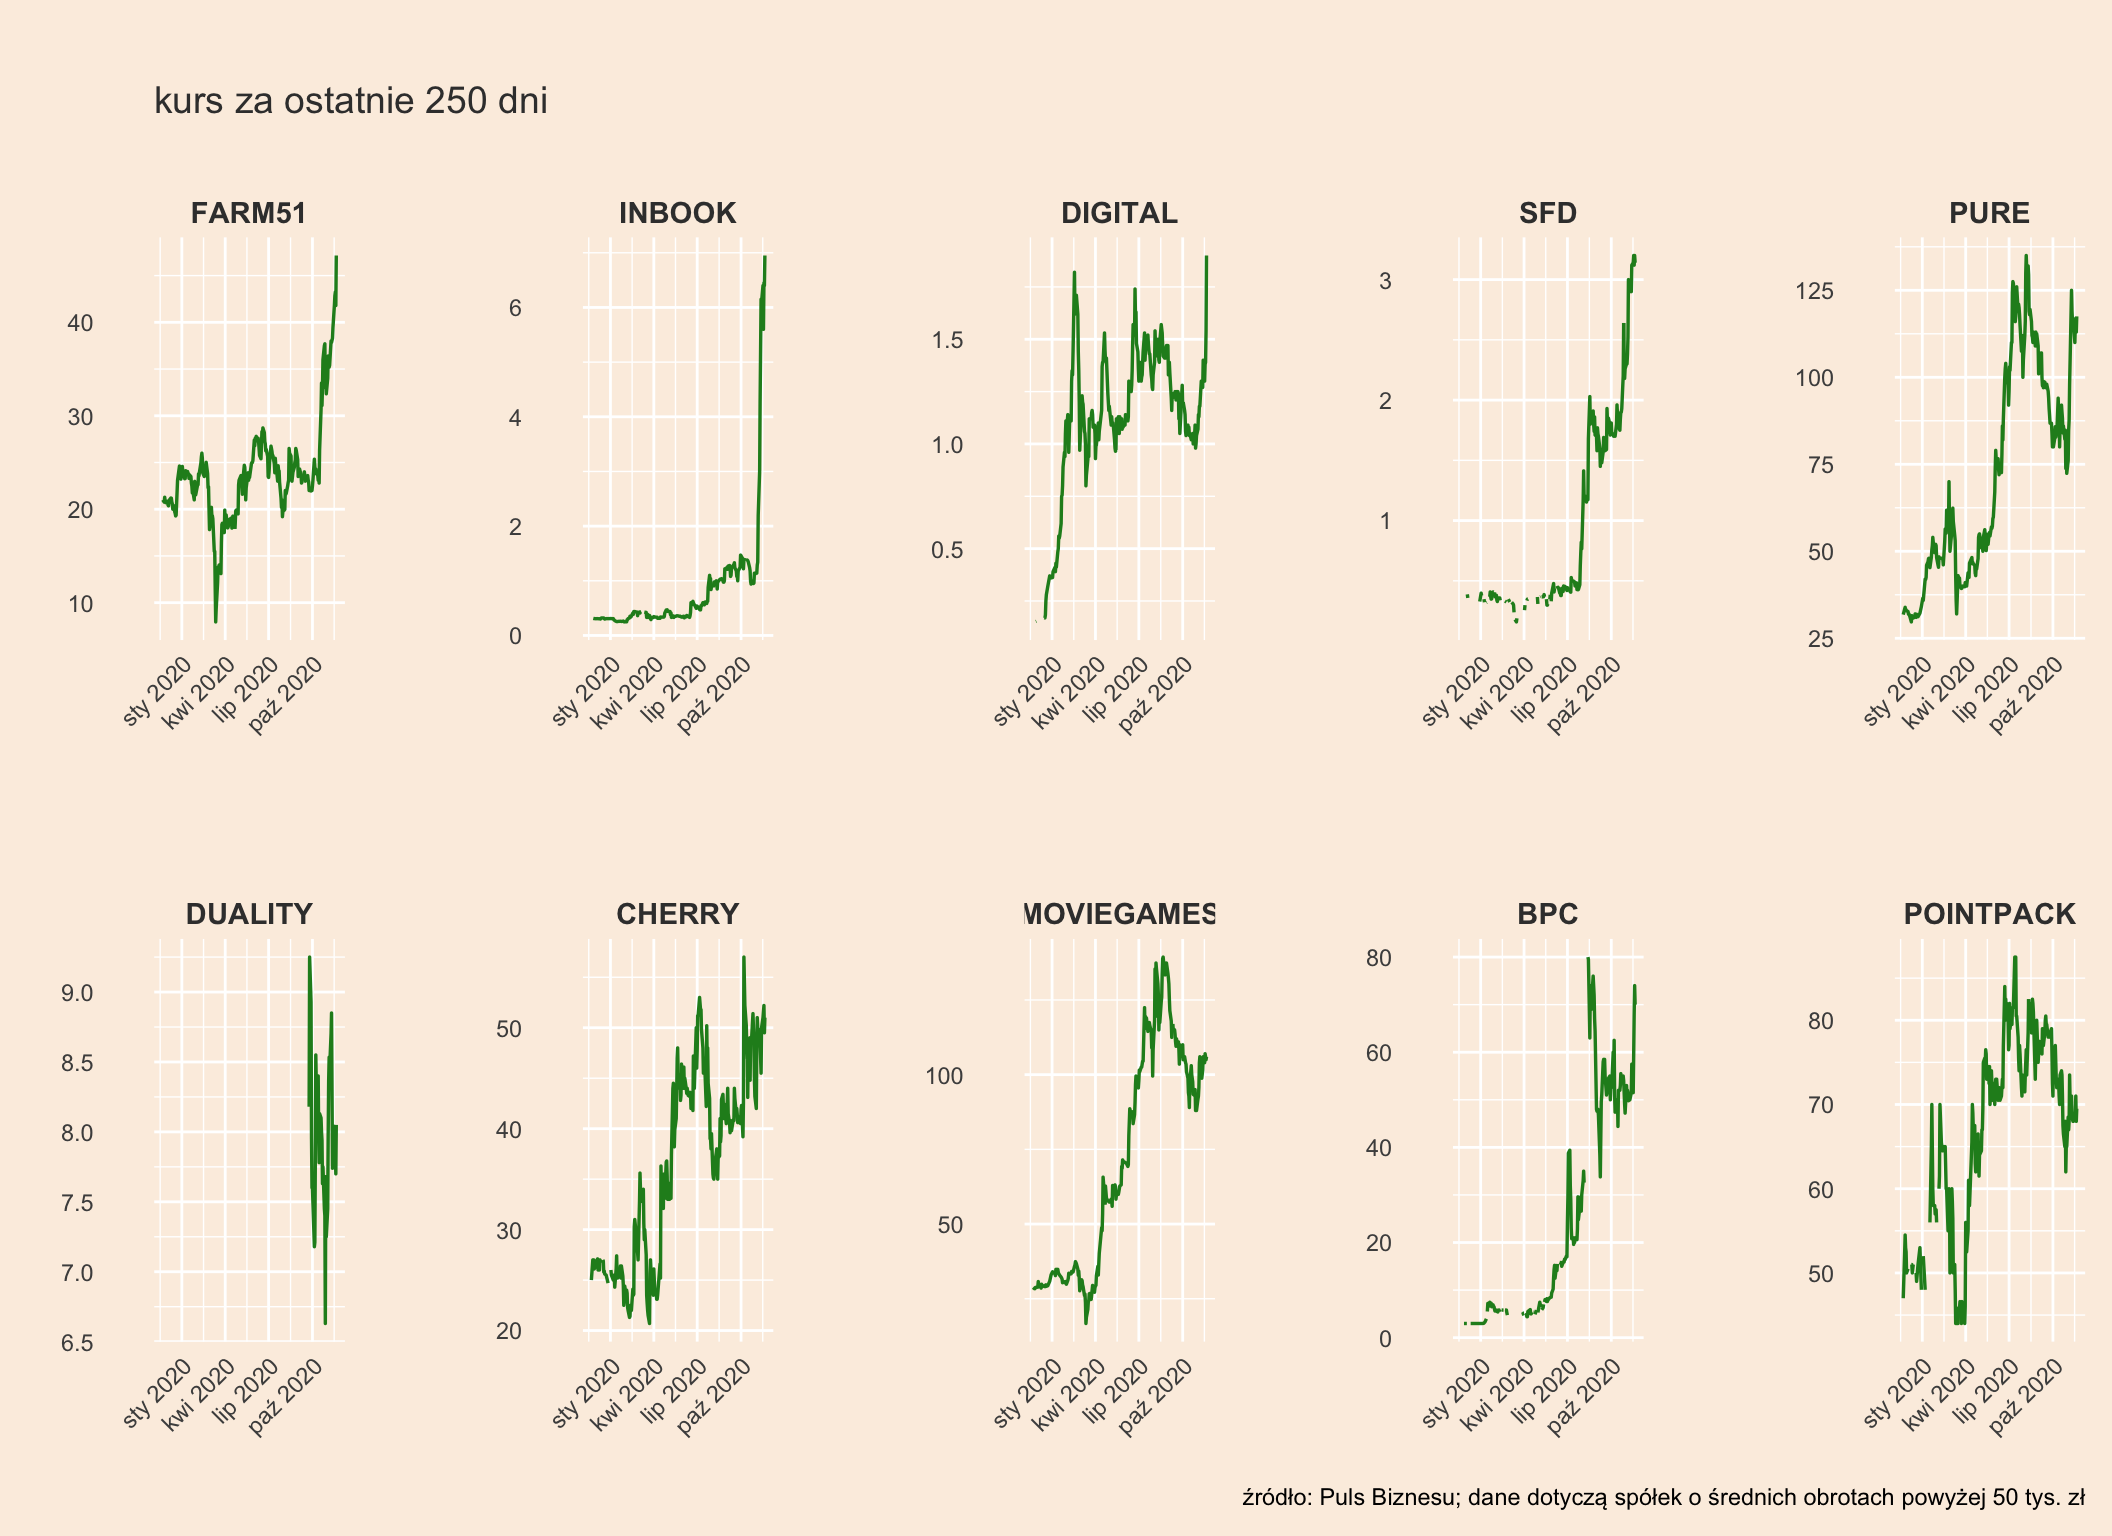 kurs za ostatnie 250 dni
FARM51
INBOOK
DIGITAL
SFD
PURE
40
30
20
10
6
4
2
0
1.5
1.0
0.5
3
2
1
125
100
75
50
25
sty 2020
kwi 2020
lip 2020
paź 2020
sty 2020
kwi 2020
lip 2020
paź 2020
sty 2020
kwi 2020
lip 2020
paź 2020
sty 2020
kwi 2020
lip 2020
paź 2020
sty 2020
kwi 2020
lip 2020
paź 2020
DUALITY
CHERRY
MOVIEGAMES
BPC
POINTPACK
9.0
8.5
8.0
7.5
7.0
6.5
50
40
30
20
100
50
80
60
40
20
0
80
70
60
50
sty 2020
kwi 2020
lip 2020
paź 2020
sty 2020
kwi 2020
lip 2020
paź 2020
sty 2020
kwi 2020
lip 2020
paź 2020
sty 2020
kwi 2020
lip 2020
paź 2020
sty 2020
kwi 2020
lip 2020
paź 2020
źródło: Puls Biznesu; dane dotyczą spółek o średnich obrotach powyżej 50 tys. zł